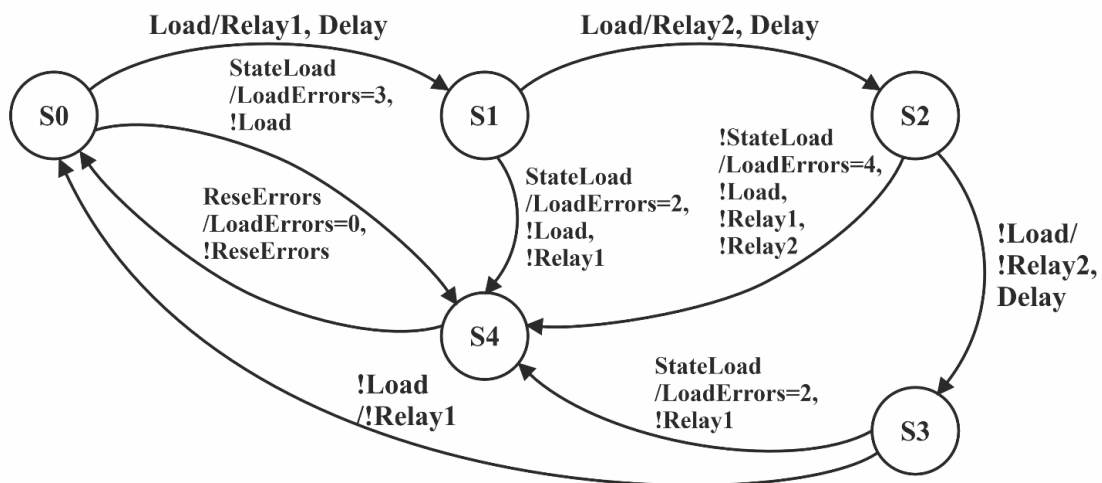 Load/Relay1, Delay
Load/Relay2, Delay
StateLoad
/LoadErrors=3,
!Load
S0
S1
S2
!StateLoad
/LoadErrors=4,
!Load,
!Relay1,
!Relay2
StateLoad
/LoadErrors=2,
!Load,
!Relay1
ReseErrors
/LoadErrors=0,
!ReseErrors
!Load/
!Relay2,
Delay
S4
StateLoad
/LoadErrors=2,
!Relay1
!Load
/!Relay1
S3